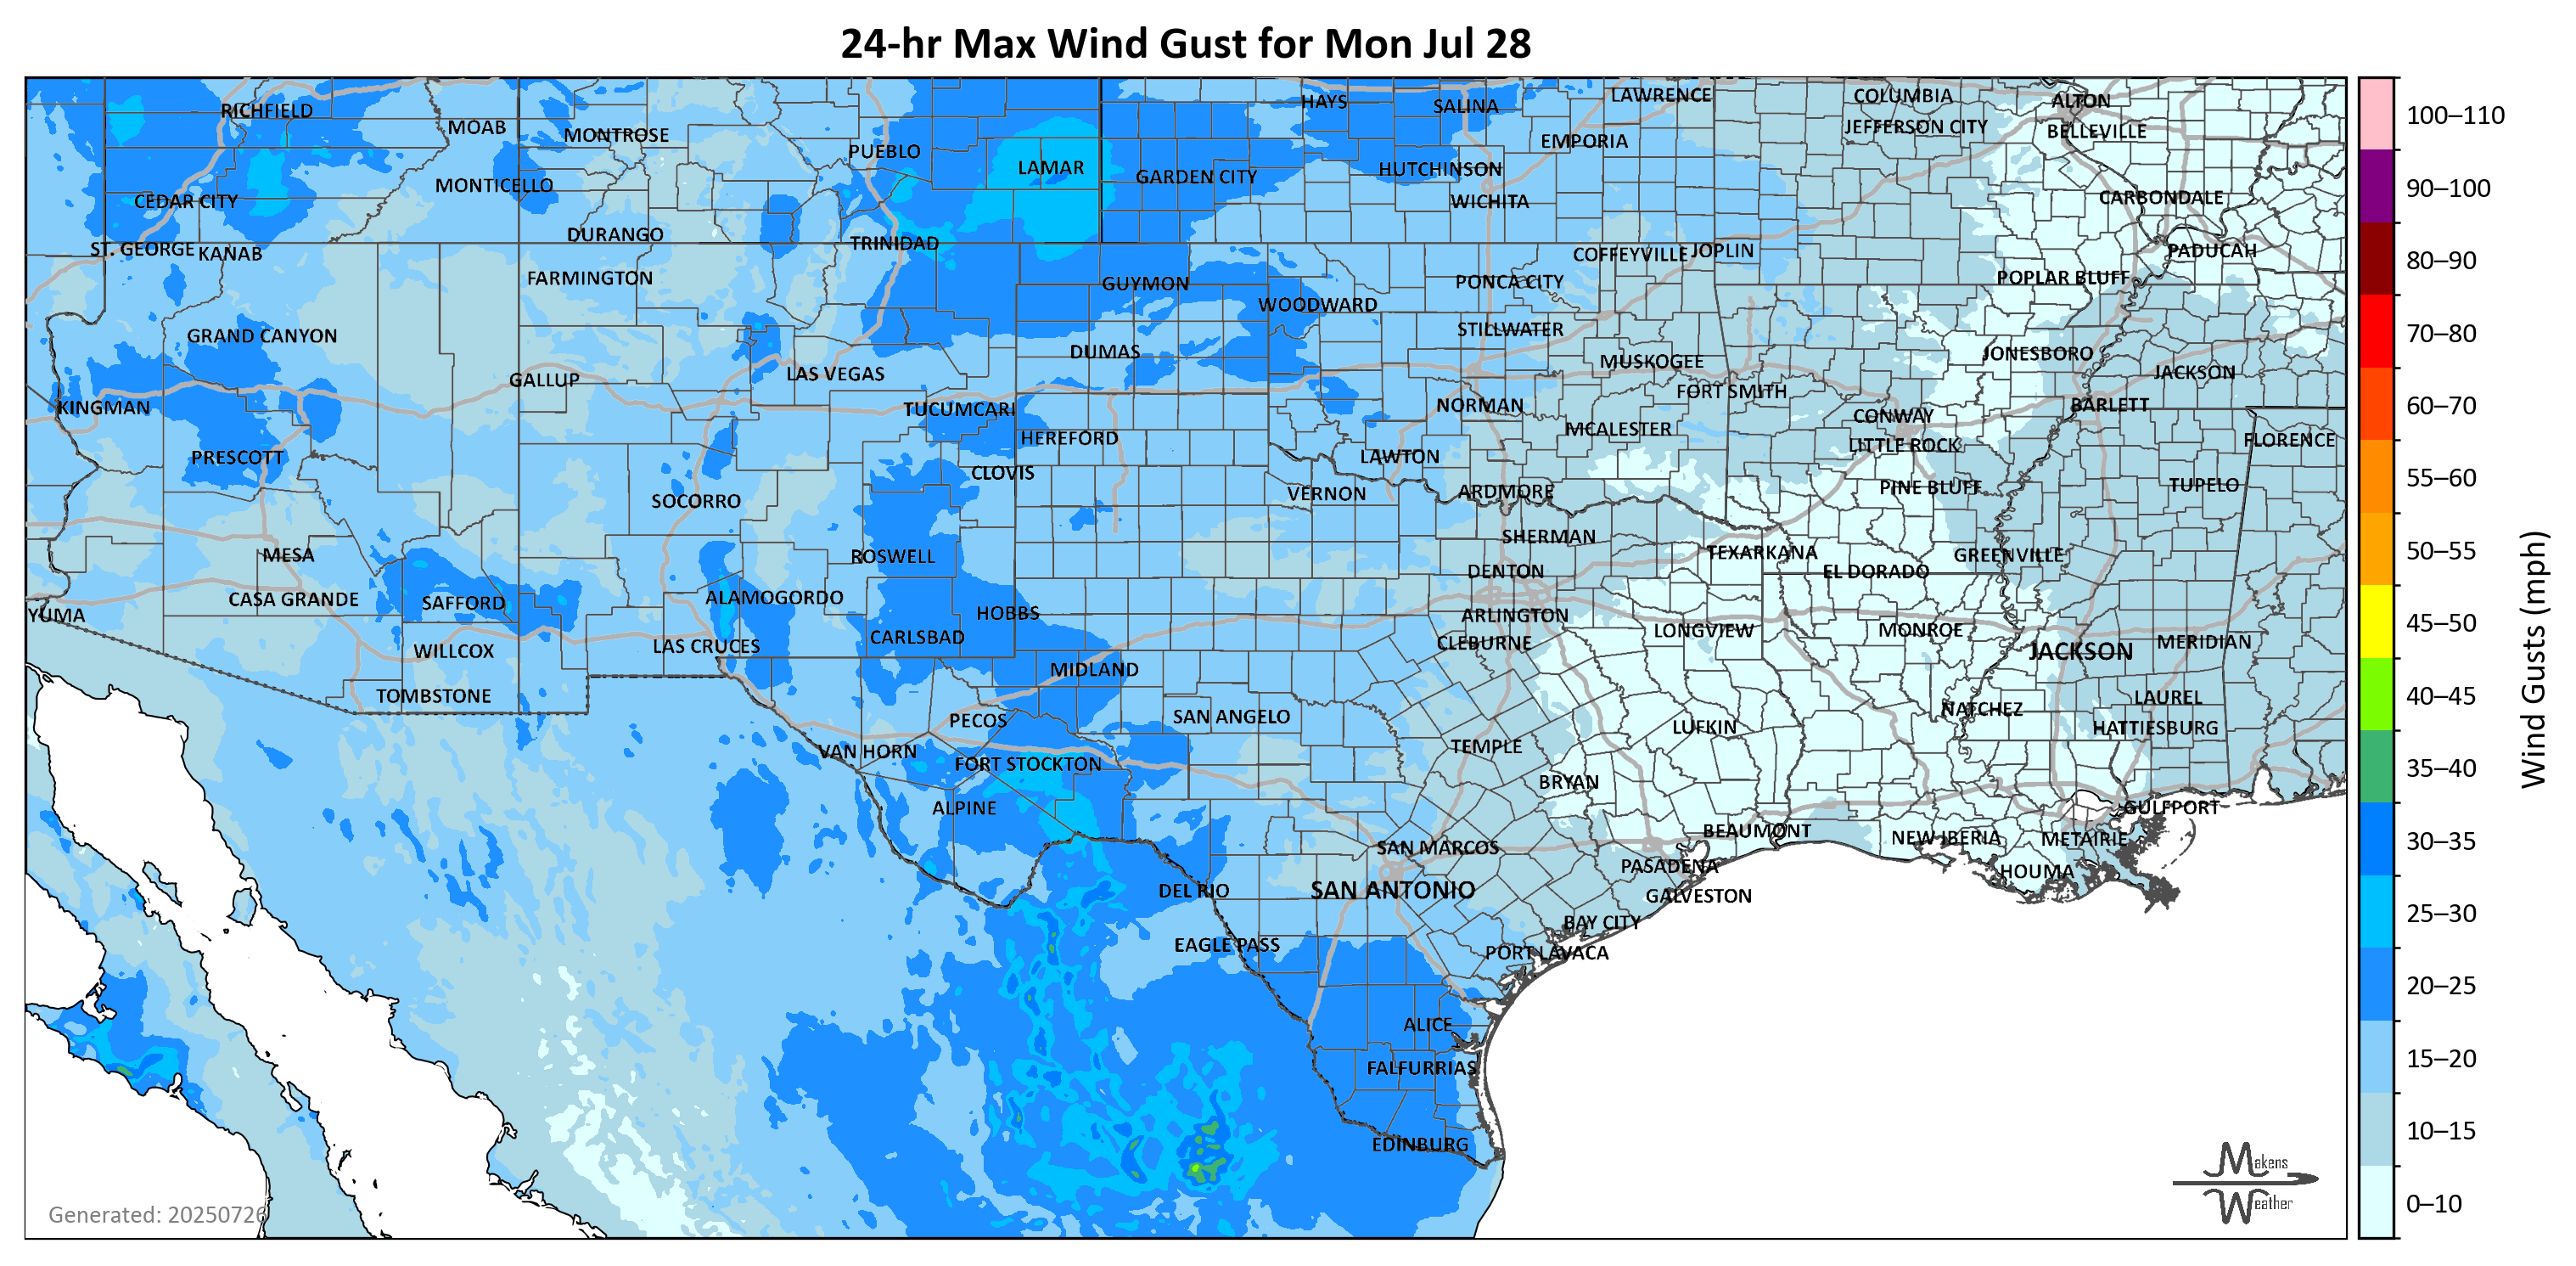 24-hr Max Wind Gust for Mon Jul 28
RICHFIELD
MOAB
MONTROSE
PUEBLO
LAMAR
HAYS
SALINA
LAWRENCE
COLUMBIA
ALTON
JEFFERSON CITY
BELLEVILLE
EMPORIA
HUTCHINSON
GARDEN CITY
MONTICELLO
CEDAR CITY
WICHITA
CARBONDALE
DURANGO
TRINIDAD
ST. GEORGE
KANAB
COFFEYVILLE
JOPLIN
PADUCAH
FARMINGTON
GUYMON
PONCA CITY
POPLAR BLUFF
WOODWARD
GRAND CANYON
STILLWATER
DUMAS
MUSKOGEE
JONESBORO
GALLUP
LAS VEGAS
JACKSON
FORT SMITH
KINGMAN
TUCUMCARI
NORMAN
CONWAY
BARLETT
HEREFORD
MCALESTER
LITTLE ROCK
FLORENCE
PRESCOTT
CLOVIS
LAWTON
SOCORRO
VERNON
ARDMORE
PINE BLUFF
TUPELO
SHERMAN
MESA
ROSWELL
TEXARKANA
GREENVILLE
DENTON
EL DORADO
CASA GRANDE
SAFFORD
ALAMOGORDO
HOBBS
ARLINGTON
YUMA
CARLSBAD
CLEBURNE
LONGVIEW
MONROE
WILLCOX
LAS CRUCES
JACKSON
MERIDIAN
MIDLAND
TOMBSTONE
PECOS
SAN ANGELO
LUFKIN
NATCHEZ
LAUREL
HATTIESBURG
VAN HORN
FORT STOCKTON
TEMPLE
BRYAN
ALPINE
GULFPORT
BEAUMONT
NEW IBERIA
METAIRIE
SAN MARCOS
PASADENA
HOUMA
DEL RIO
SAN ANTONIO
GALVESTON
BAY CITY
EAGLE PASS
PORT LAVACA
ALICE
FALFURRIAS
EDINBURG
Generated: 20250726
Makens
Weather
100–110
90–100
80–90
70–80
60–70
55–60
50–55
45–50
40–45
35–40
30–35
25–30
20–25
15–20
10–15
0–10
Wind Gusts (mph)